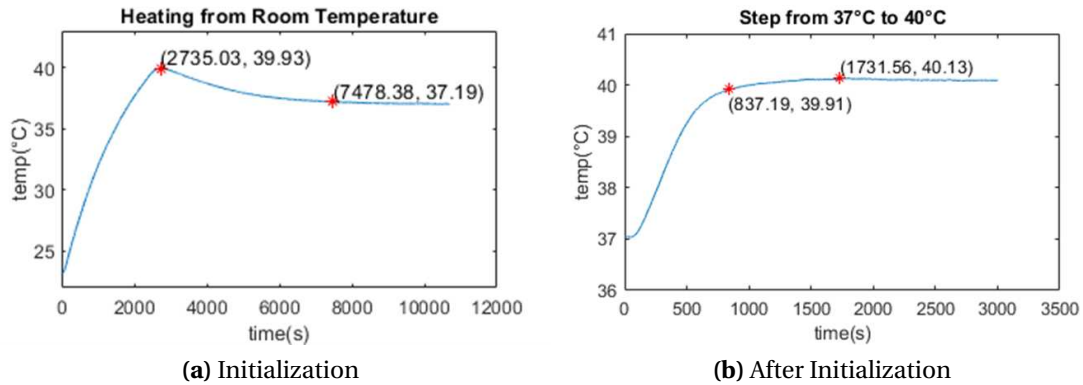 Heating from Room Temperature
temp(°C)
40
35
30
25
(2735.03, 39.93)
(7478.38, 37.19)
0 2000 4000 6000 8000 10000 12000
time(s)
(a) Initialization
Step from 37°C to 40°C
temp(°C)
41
40
39
38
37
36
(1731.56, 40.13)
(837.19, 39.91)
0 500 1000 1500 2000 2500 3000 3500
time(s)
(b) After Initialization